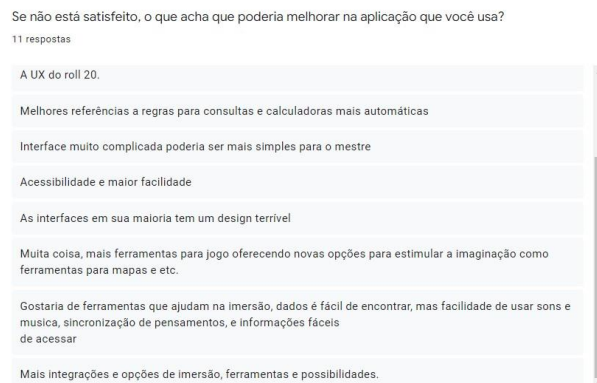 Se não está satisfeito, o que acha que poderia melhorar na aplicação que você usa?
11 respostas
A UX do roll 20.
Melhores referências a regras para consultas e calculadoras mais automáticas
Interface muito complicada poderia ser mais simples para o mestre
Acessibilidade e maior facilidade
As interfaces em sua maioria tem um design terrível
Muita coisa, mais ferramentas para jogo oferecendo novas opções para estimular a imaginação como
ferramentas para mapas e etc.
Gostaria de ferramentas que ajudam na imersão, dados é fácil de encontrar, mas facilidade de usar sons e
musica, sincronização de pensamentos, e informações fáceis
de acessar
Mais integrações e opções de imersão, ferramentas e possibilidades.